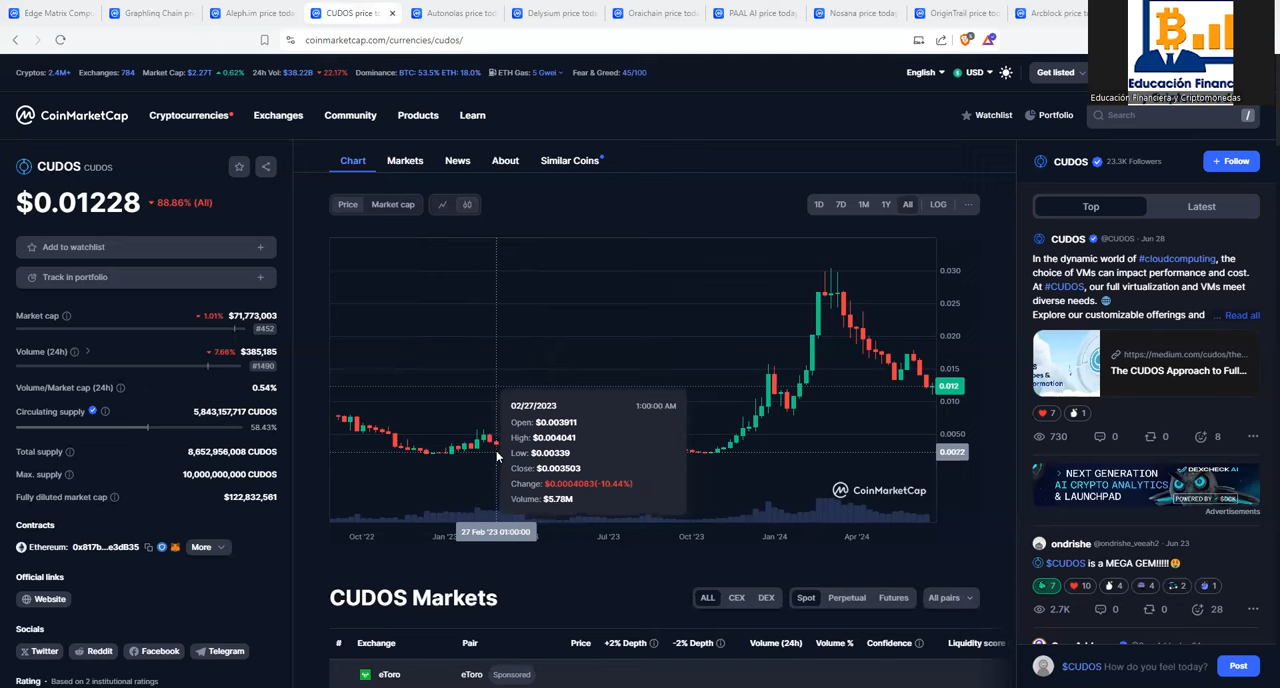 Edge Matrix Compu
Graphlinq Chain pri
Aleph.im price toda
CUDOS price to
Autonolas price tod
Delysium price toda
Oraichain price toda
PAAL AI price today
Nosana price today
OriginTrail price tod
Arcblock price to
coinmarketcap.com/currencies/cudos/
Cryptos: 2.4M+ Exchanges: 784 Market Cap: $2.27T 0.62% 24h Vol: $38.22B 22.17% Dominance: BTC: 53.5% ETH: 18.0% ETH Gas: 5 Gwei Fear & Greed: 45/100
English USD Get listed
Educación Financi
Educación Financiera y Criptomonedas
CoinMarketCap
Cryptocurrencies Exchanges Community Products Learn
Watchlist Portfolio Search /
CUDOS CUDOS
$0.01228 88.86% (All)
Add to watchlist +
Track in portfolio +
Market cap 1.01% $71,773,003
#452
Volume (24h) 7.66% $385,185
#1490
Volume/Market cap (24h) 0.54%
Circulating supply 5,843,157,717 CUDOS
58.43%
Total supply 8,652,956,008 CUDOS
Max. supply 10,000,000,000 CUDOS
Fully diluted market cap $122,832,561
Contracts
Ethereum: 0x817b...e3dB35 More
Official links
Website
Socials
Twitter Reddit Facebook Telegram
Rating · Based on 2 institutional ratings
Chart Markets News About Similar Coins
Price Market cap
1D 7D 1M 1Y All LOG ...
0.030
0.025
0.020
0.015
0.012
0.010
0.0050
0.0022
02/27/2023 1:00:00 AM
Open: $0.003911
High: $0.004041
Low: $0.00339
Close: $0.003503
Change: $0.0004083(-10.44%)
Volume: $5.78M
CoinMarketCap
27 Feb '23 01:00:00
Oct '22 Jan '23 Jul '23 Oct '23 Jan '24 Apr '24
CUDOS Markets
ALL CEX DEX Spot Perpetual Futures All pairs
# Exchange Pair Price +2% Depth -2% Depth Volume (24h) Volume % Confidence Liquidity score
eToro eToro Sponsored
CUDOS 23.3K Followers + Follow
Top Latest
CUDOS @CUDOS · Jun 28
In the dynamic world of #cloudcomputing, the
choice of VMs can impact performance and cost.
At #CUDOS, our full virtualization and VMs meet
diverse needs.
Explore our customizable offerings and ... Read all
https://medium.com/cudos/the...
The CUDOS Approach to Full...
7 1
730 0 0 8 ...
NEXT GENERATION
AI CRYPTO ANALYTICS
& LAUNCHPAD
DEXCHECK AI
POWERED BY $DCK
Advertisements
ondrishe @ondrishe_veeah2 · Jun 23
$CUDOS is a MEGA GEM!!!!!
7 10 4 4 2 1
2.7K 0 0 28 ...
$CUDOS How do you feel today? Post